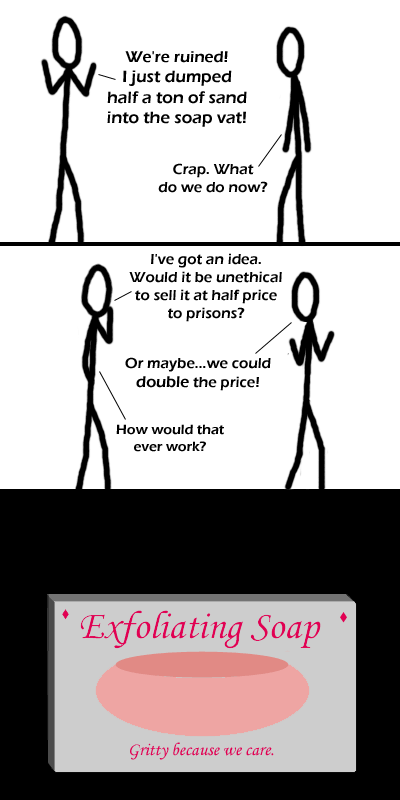 We're ruined!
I just dumped
half a ton of sand
into the soap vat!
Crap. What
do we do now?
I've got an idea.
Would it be unethical
to sell it at half price
to prisons?
Or maybe...we could
double the price!
How would that
ever work?
Exfoliating Soap
Gritty because we care.